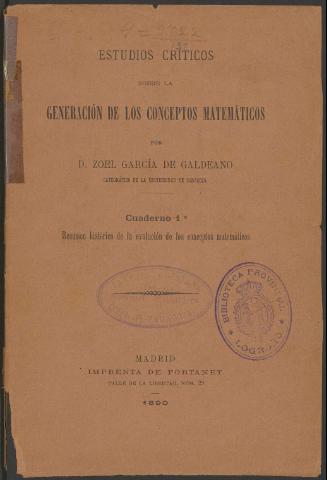 ESTUDIOS CRÍTICOS
SOBRE LA
GENERACIÓN DE LOS CONCEPTOS MATEMÁTICOS
POR
D. ZOEL GARCÍA DE GALDEANO
CATEDRÁTICO DE LA UNIVERSIDAD DE ZARAGOZA
Cuaderno 1.º
Resumen histórico de la evolución de los conceptos matemáticos
BIBLIOTECA PROVINCIAL
LOGROÑO
MADRID
IMPRENTA DE FORTANET
CALLE DE LA LIBERTAD, NÚM. 29
1890